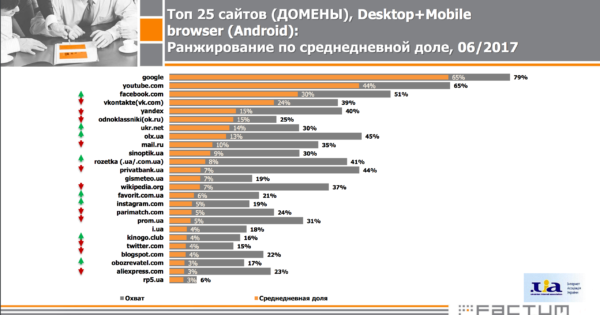 Топ 25 сайтов (ДОМЕНЫ), Desktop+Mobile
browser (Android):
Ранжирование по среднедневной доле, 06/2017
google 65% 79%
youtube.com 44% 65%
facebook.com 30% 51%
vkontakte(vk.com) 24% 39%
yandex 15% 40%
odnoklassniki(ok.ru) 15% 25%
ukr.net 14% 30%
olx.ua 13% 45%
mail.ru 10% 35%
sinoptik.ua 9% 30%
rozetka (.ua/.com.ua) 8% 41%
privatbank.ua 7% 44%
gismeteo.ua 7% 19%
wikipedia.org 7% 37%
favorit.com.ua 6% 21%
instagram.com 5% 19%
parimatch.com 5% 24%
prom.ua 5% 31%
i.ua 4% 18%
kinogo.club 4% 16%
twitter.com 4% 15%
blogspot.com 4% 22%
obozrevatel.com 3% 17%
aliexpress.com 3% 23%
rp5.ua 3% 6%
Охват Среднедневная доля
FACTUM